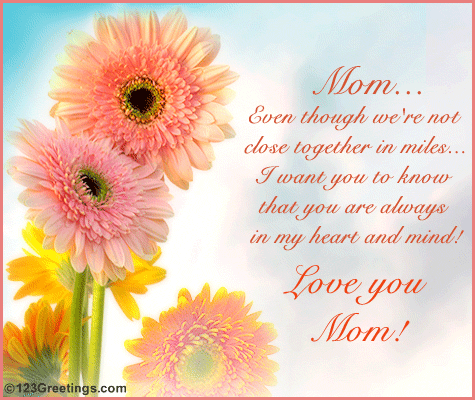 Mom...
Even though we're not
close together in miles...
I want you to know
that you are always
in my heart and mind!
Love you
Mom!
©123Greetings.com